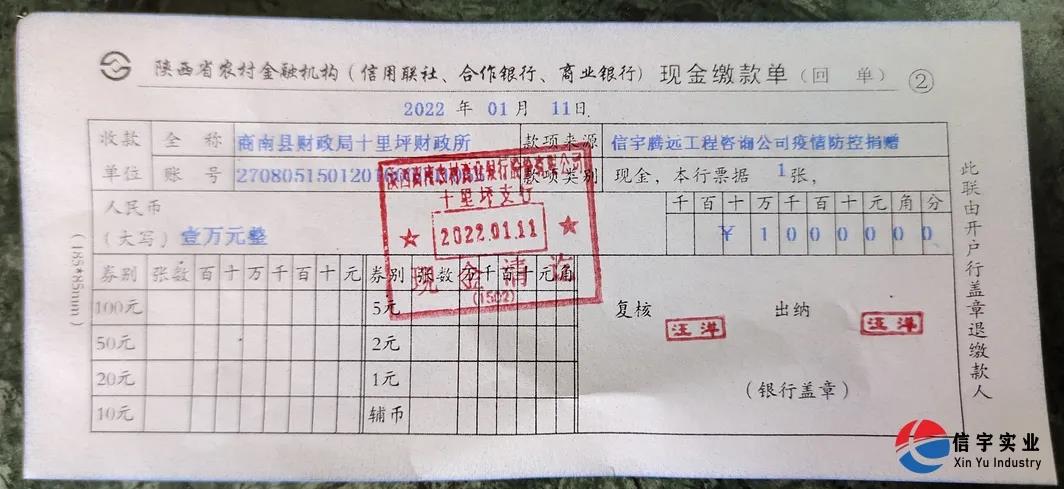 陕西省农村金融机构(信用联社、合作银行、商业银行) 现金缴款单(回 单) ②
2022 年 01 月 11 日
收款单位 全 称 商南县财政局十里坪财政所 款项来源 信宇腾远工程咨询公司疫情防控捐赠
账 号 270805150120 款项类别 现金,本行票据 1 张,
人民币(大写) 壹万元整
千 百 十 万 千 百 十 元 角 分
¥ 1 0 0 0 0 0 0
券别 张数 百 十 万 千 百 十 元 券别 张数 万 千 百 十 元 角
100元 5元
50元 2元
20元 1元
10元 辅币
复核 汪洋 出纳 汪洋
(银行盖章)
十里坪支行
2022.01.11
现金清讫
(1502)
(185*85mm)
此联由开户行盖章退缴款人
信宇实业
Xin Yu Industry